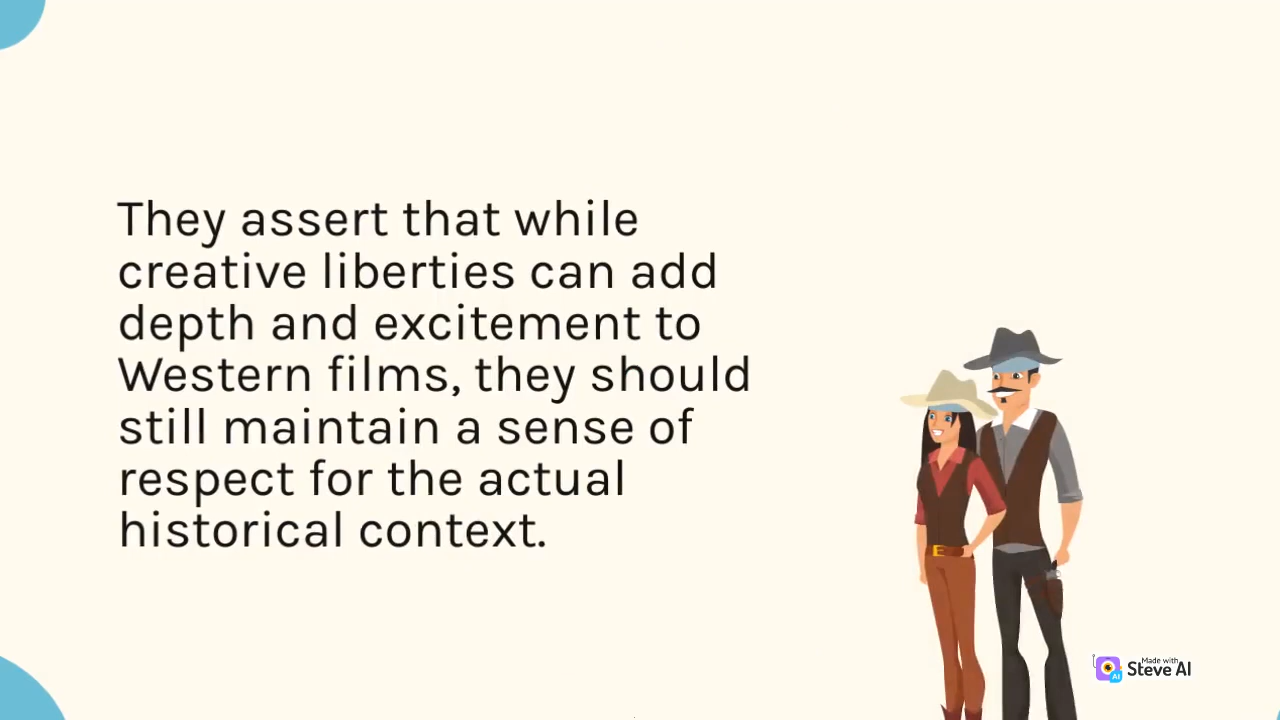 They assert that while
creative liberties can add
depth and excitement to
Western films, they should
still maintain a sense of
respect for the actual
historical context.
Made with
Steve AI
AI